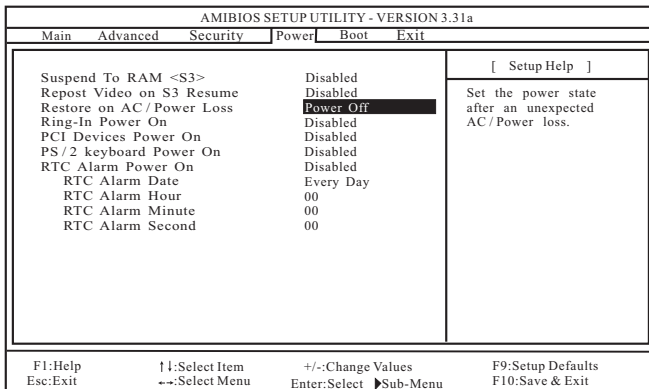 AMIBIOS SETUP UTILITY - VERSION 3.31a
Main Advanced Security Power Boot Exit
Suspend To RAM <S3> Disabled
Repost Video on S3 Resume Disabled
Restore on AC / Power Loss Power Off
Ring-In Power On Disabled
PCI Devices Power On Disabled
PS / 2 keyboard Power On Disabled
RTC Alarm Power On Disabled
RTC Alarm Date Every Day
RTC Alarm Hour 00
RTC Alarm Minute 00
RTC Alarm Second 00
[ Setup Help ]
Set the power state
after an unexpected
AC / Power loss.
F1:Help ↑↓:Select Item +/-:Change Values F9:Setup Defaults
Esc:Exit ←→:Select Menu Enter:Select ▶Sub-Menu F10:Save & Exit